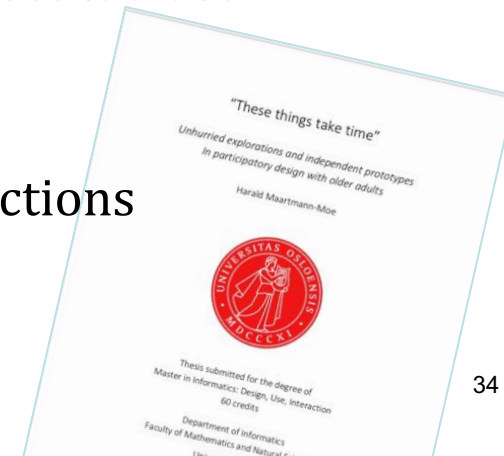 "These things take time"
Unhurried explorations and independent prototypes
In participatory design with older adults
Harald Maartmann-Moe
ctions
UNIVERSITAS OSLOENSIS
MDCCCXI
Thesis submitted for the degree of
Master in Informatics: Design, Use, Interaction
60 credits
34
Department of Informatics
Faculty of Mathematics and Natural